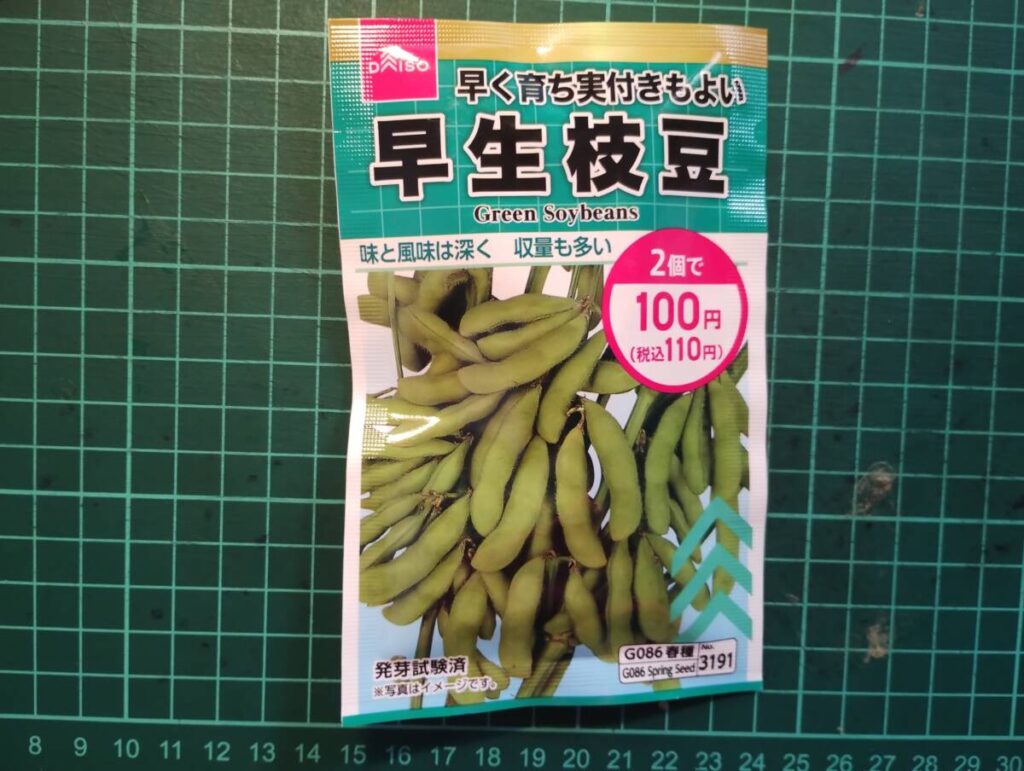 DAISO
早く育ち実付きもよい
早生枝豆
Green Soybeans
味と風味は深く 収量も多い
2個で
100円
(税込110円)
発芽試験済
※写真はイメージです。
G086 春種
G086 Spring Seed
No.
3191
8 9 10 11 12 13 14 15 16 17 18 19 20 21 22 23 24 25 26 27 28 29 30